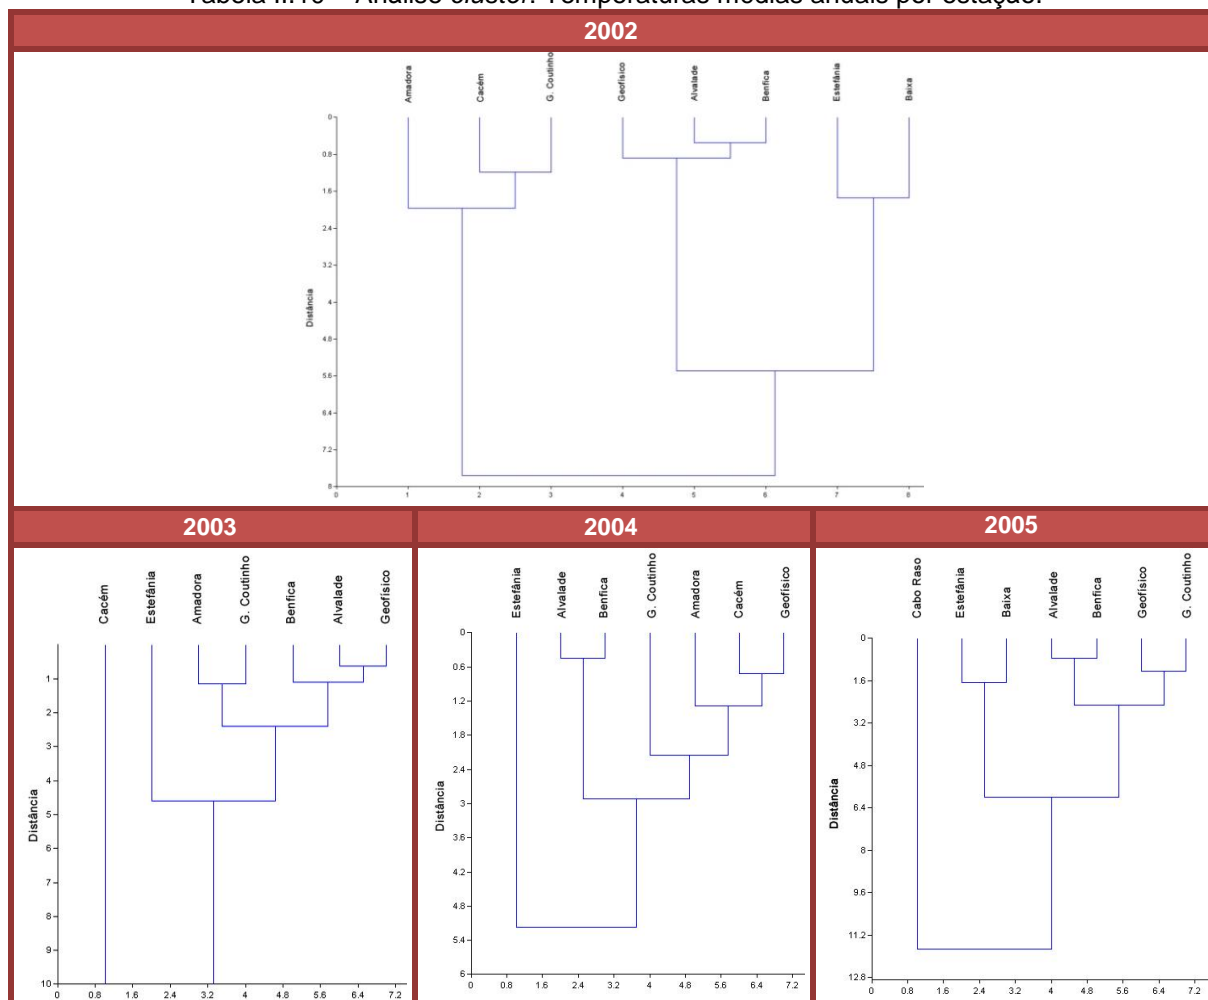 Tabela II.10 – Análise cluster: Temperaturas médias anuais por estação.
2002
Amadora
Cacém
G. Coutinho
Geofísico
Alvalade
Benfica
Estefânia
Baixa
0
0.8
1.6
2.4
3.2
4
4.8
5.6
6.4
7.2
8
Distância
0 1 2 3 4 5 6 7 8
2003 2004 2005
Cacém
Estefânia
Amadora
G. Coutinho
Benfica
Alvalade
Geofísico
1
2
3
4
5
6
7
8
9
10
Distância
0 0.8 1.6 2.4 3.2 4 4.8 5.6 6.4 7.2
Estefânia
Alvalade
Benfica
G. Coutinho
Amadora
Cacém
Geofísico
0
0.6
1.2
1.8
2.4
3
3.6
4.2
4.8
5.4
6
Distância
0 0.8 1.6 2.4 3.2 4 4.8 5.6 6.4 7.2
Cabo Raso
Estefânia
Baixa
Alvalade
Benfica
Geofísico
G. Coutinho
0
1.6
3.2
4.8
6.4
8
9.6
11.2
12.8
Distância
0 0.8 1.6 2.4 3.2 4 4.8 5.6 6.4 7.2